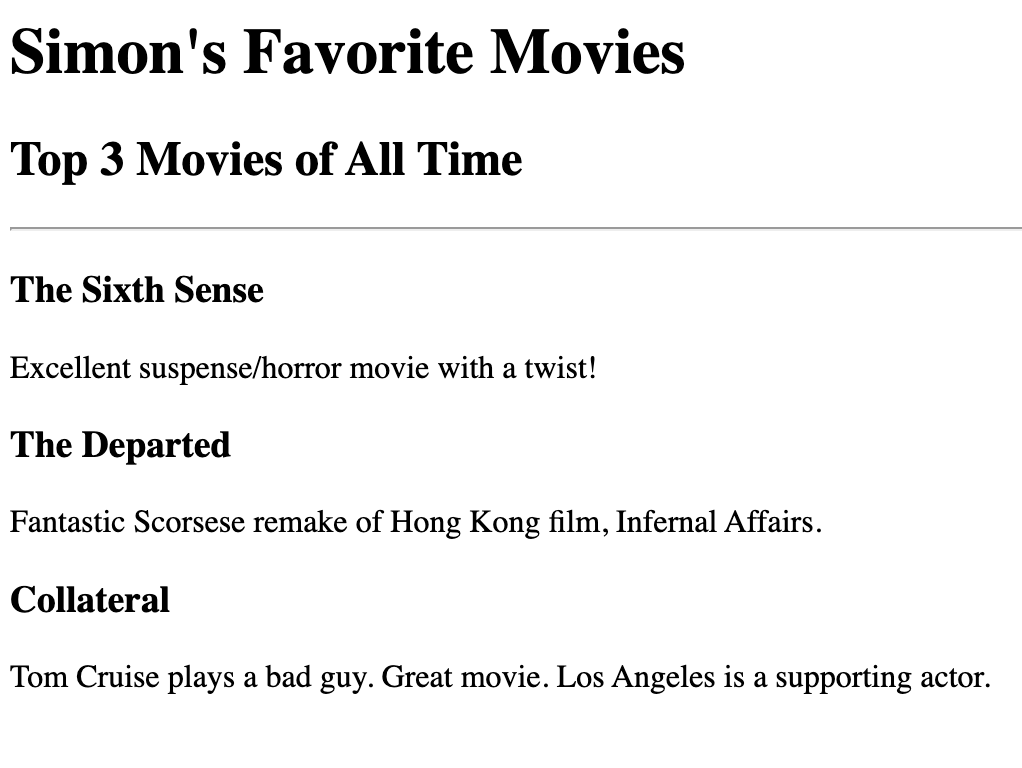 Simon's Favorite Movies
Top 3 Movies of All Time
The Sixth Sense
Excellent suspense/horror movie with a twist!
The Departed
Fantastic Scorsese remake of Hong Kong film, Infernal Affairs.
Collateral
Tom Cruise plays a bad guy. Great movie. Los Angeles is a supporting actor.